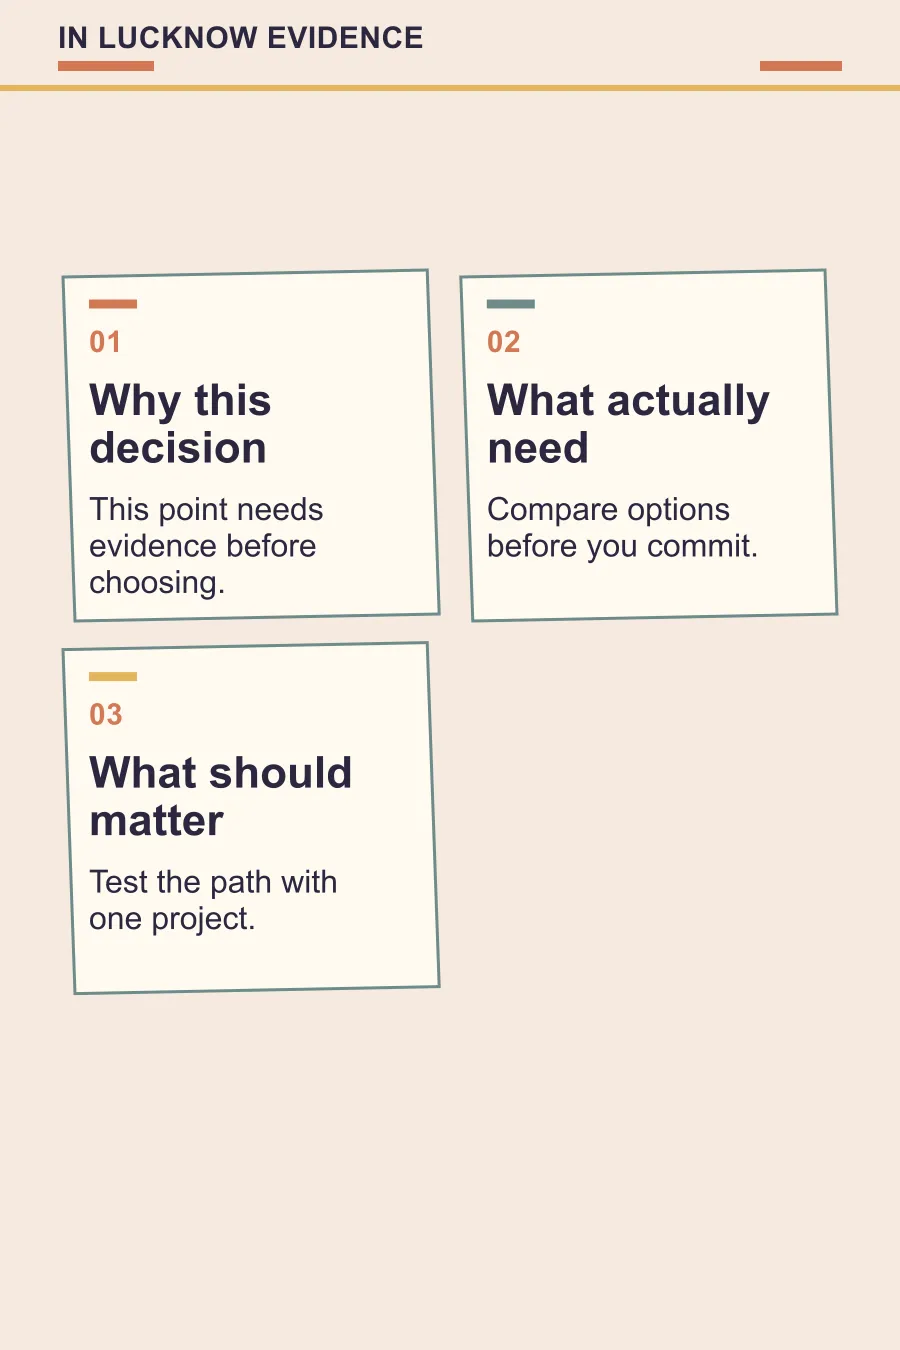 IN LUCKNOW EVIDENCE
01
Why this
decision
This point needs
evidence before
choosing.
02
What actually
need
Compare options
before you commit.
03
What should
matter
Test the path with
one project.